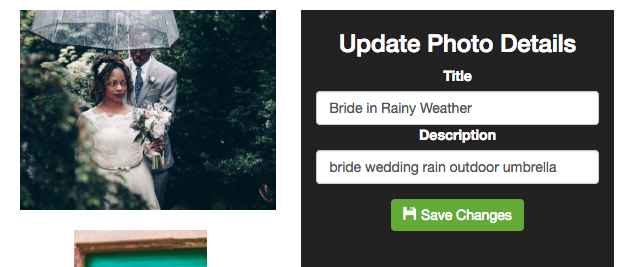 Update Photo Details
Title
Bride in Rainy Weather
Description
bride wedding rain outdoor umbrella
Save Changes